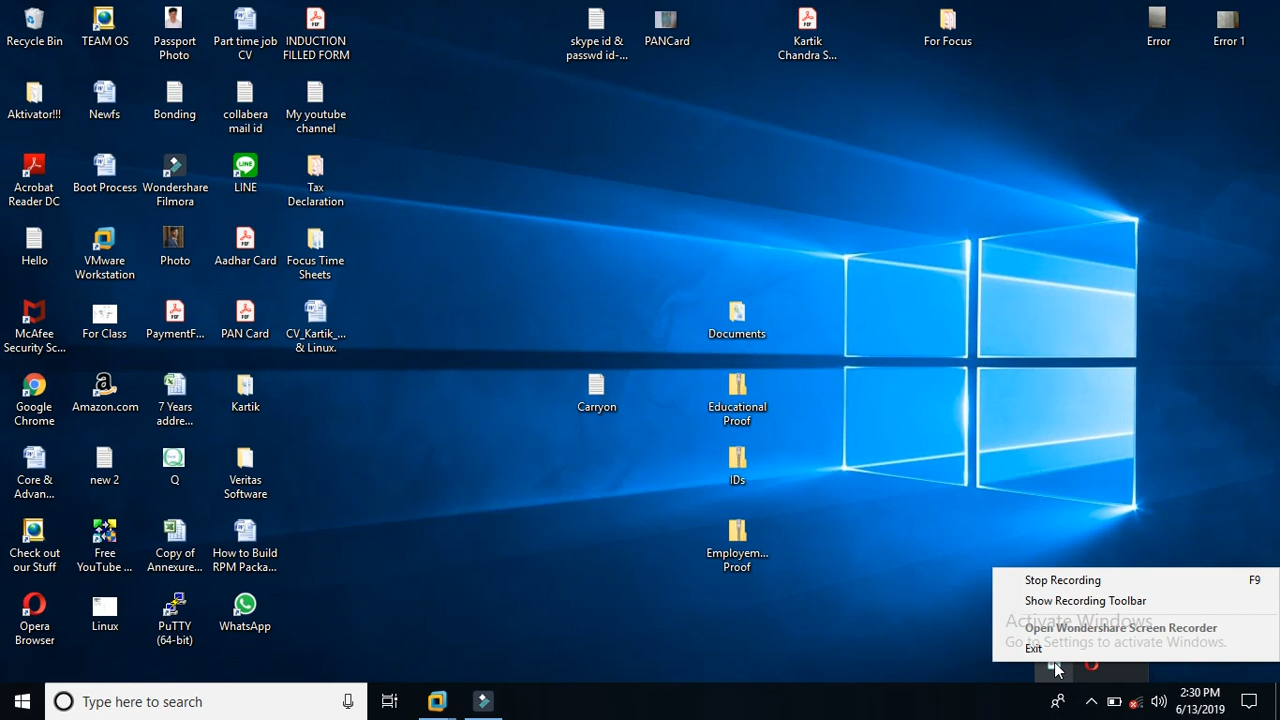 Recycle Bin
TEAM OS
Passport
Photo
Part time job
CV
INDUCTION
FILLED FORM
skype id &
passwd id-...
PANCard
Kartik
Chandra S...
For Focus
Error
Error 1
Aktivator!!!
Newfs
Bonding
collabera
mail id
My youtube
channel
Acrobat
Reader DC
Boot Process
Wondershare
Filmora
LINE
Tax
Declaration
Hello
VMware
Workstation
Photo
Aadhar Card
Focus Time
Sheets
McAfee
Security Sc...
For Class
PaymentF...
PAN Card
CV_Kartik_...
& Linux.
Documents
Google
Chrome
Amazon.com
7 Years
addre...
Kartik
Carryon
Educational
Proof
Core &
Advan...
new 2
Q
Veritas
Software
IDs
Check out
our Stuff
Free
YouTube ...
Copy of
Annexure...
How to Build
RPM Packa...
Employem...
Proof
Opera
Browser
Linux
PuTTY
(64-bit)
WhatsApp
Stop Recording F9
Show Recording Toolbar
Activate Windows
Open Wondershare Screen Recorder
Go to Settings to activate Windows.
Exit
Type here to search
2:30 PM
6/13/2019